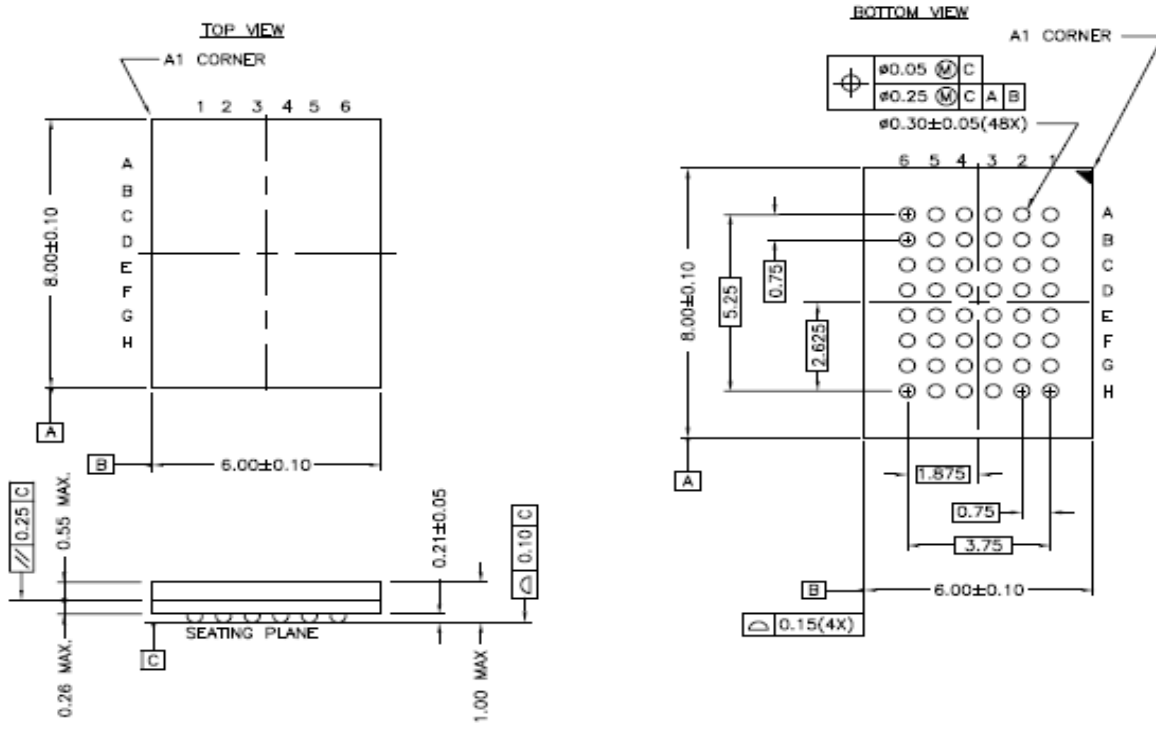 TOP VIEW
A1 CORNER
1 2 3 4 5 6
A
B
C
D
E
F
G
H
8.00±0.10
A
B
6.00±0.10
// 0.25 C
0.55 MAX.
0.21±0.05
⌓ 0.10 C
SEATING PLANE
C
0.26 MAX.
1.00 MAX
BOTTOM VIEW
A1 CORNER
⌖ ø0.05 Ⓜ C
ø0.25 Ⓜ C A B
ø0.30±0.05(48X)
6 5 4 3 2 1
A
B
C
D
E
F
G
H
8.00±0.10
5.25
0.75
2.625
A
1.875
0.75
3.75
B
6.00±0.10
⌓ 0.15(4X)